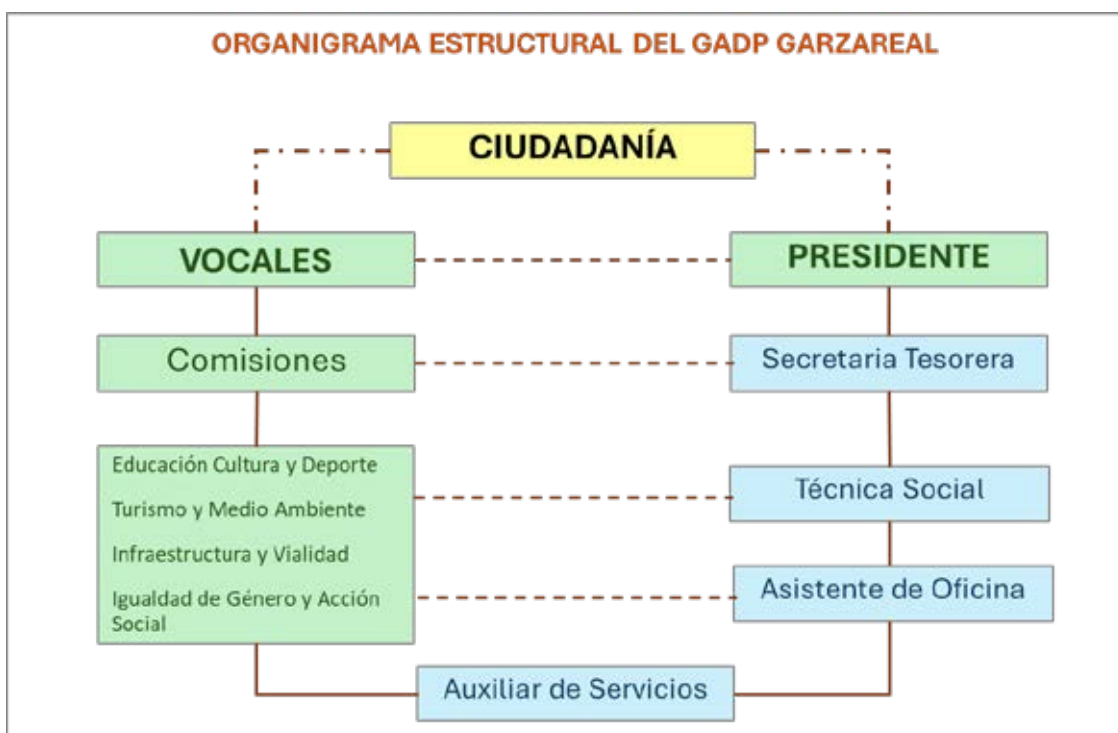 ORGANIGRAMA ESTRUCTURAL DEL GADP GARZAREAL
CIUDADANÍA
VOCALES
PRESIDENTE
Comisiones
Secretaria Tesorera
Educación Cultura y Deporte
Turismo y Medio Ambiente
Infraestructura y Vialidad
Igualdad de Género y Acción
Social
Técnica Social
Asistente de Oficina
Auxiliar de Servicios